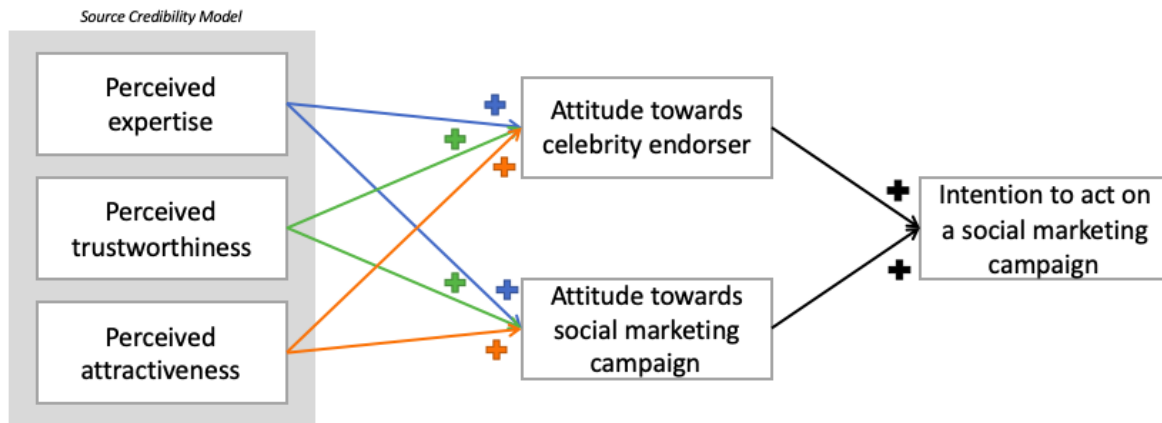 Source Credibility Model
Perceived
expertise
Perceived
trustworthiness
Perceived
attractiveness
Attitude towards
celebrity endorser
Attitude towards
social marketing
campaign
Intention to act on
a social marketing
campaign